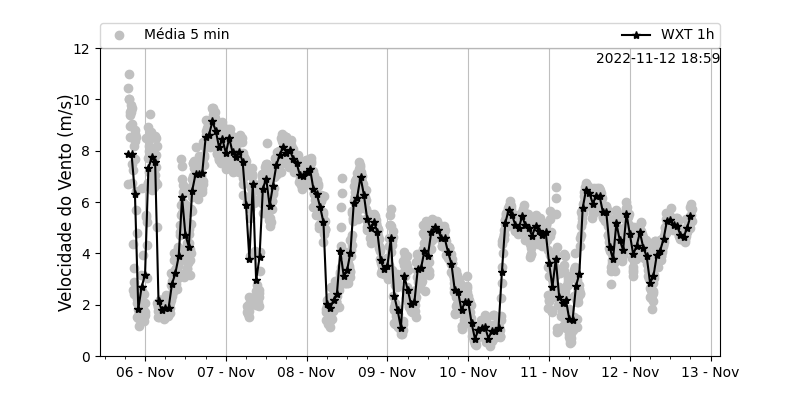 Média 5 min
WXT 1h
2022-11-12 18:59
Velocidade do Vento (m/s)
12
10
8
6
4
2
0
06 - Nov 07 - Nov 08 - Nov 09 - Nov 10 - Nov 11 - Nov 12 - Nov 13 - Nov